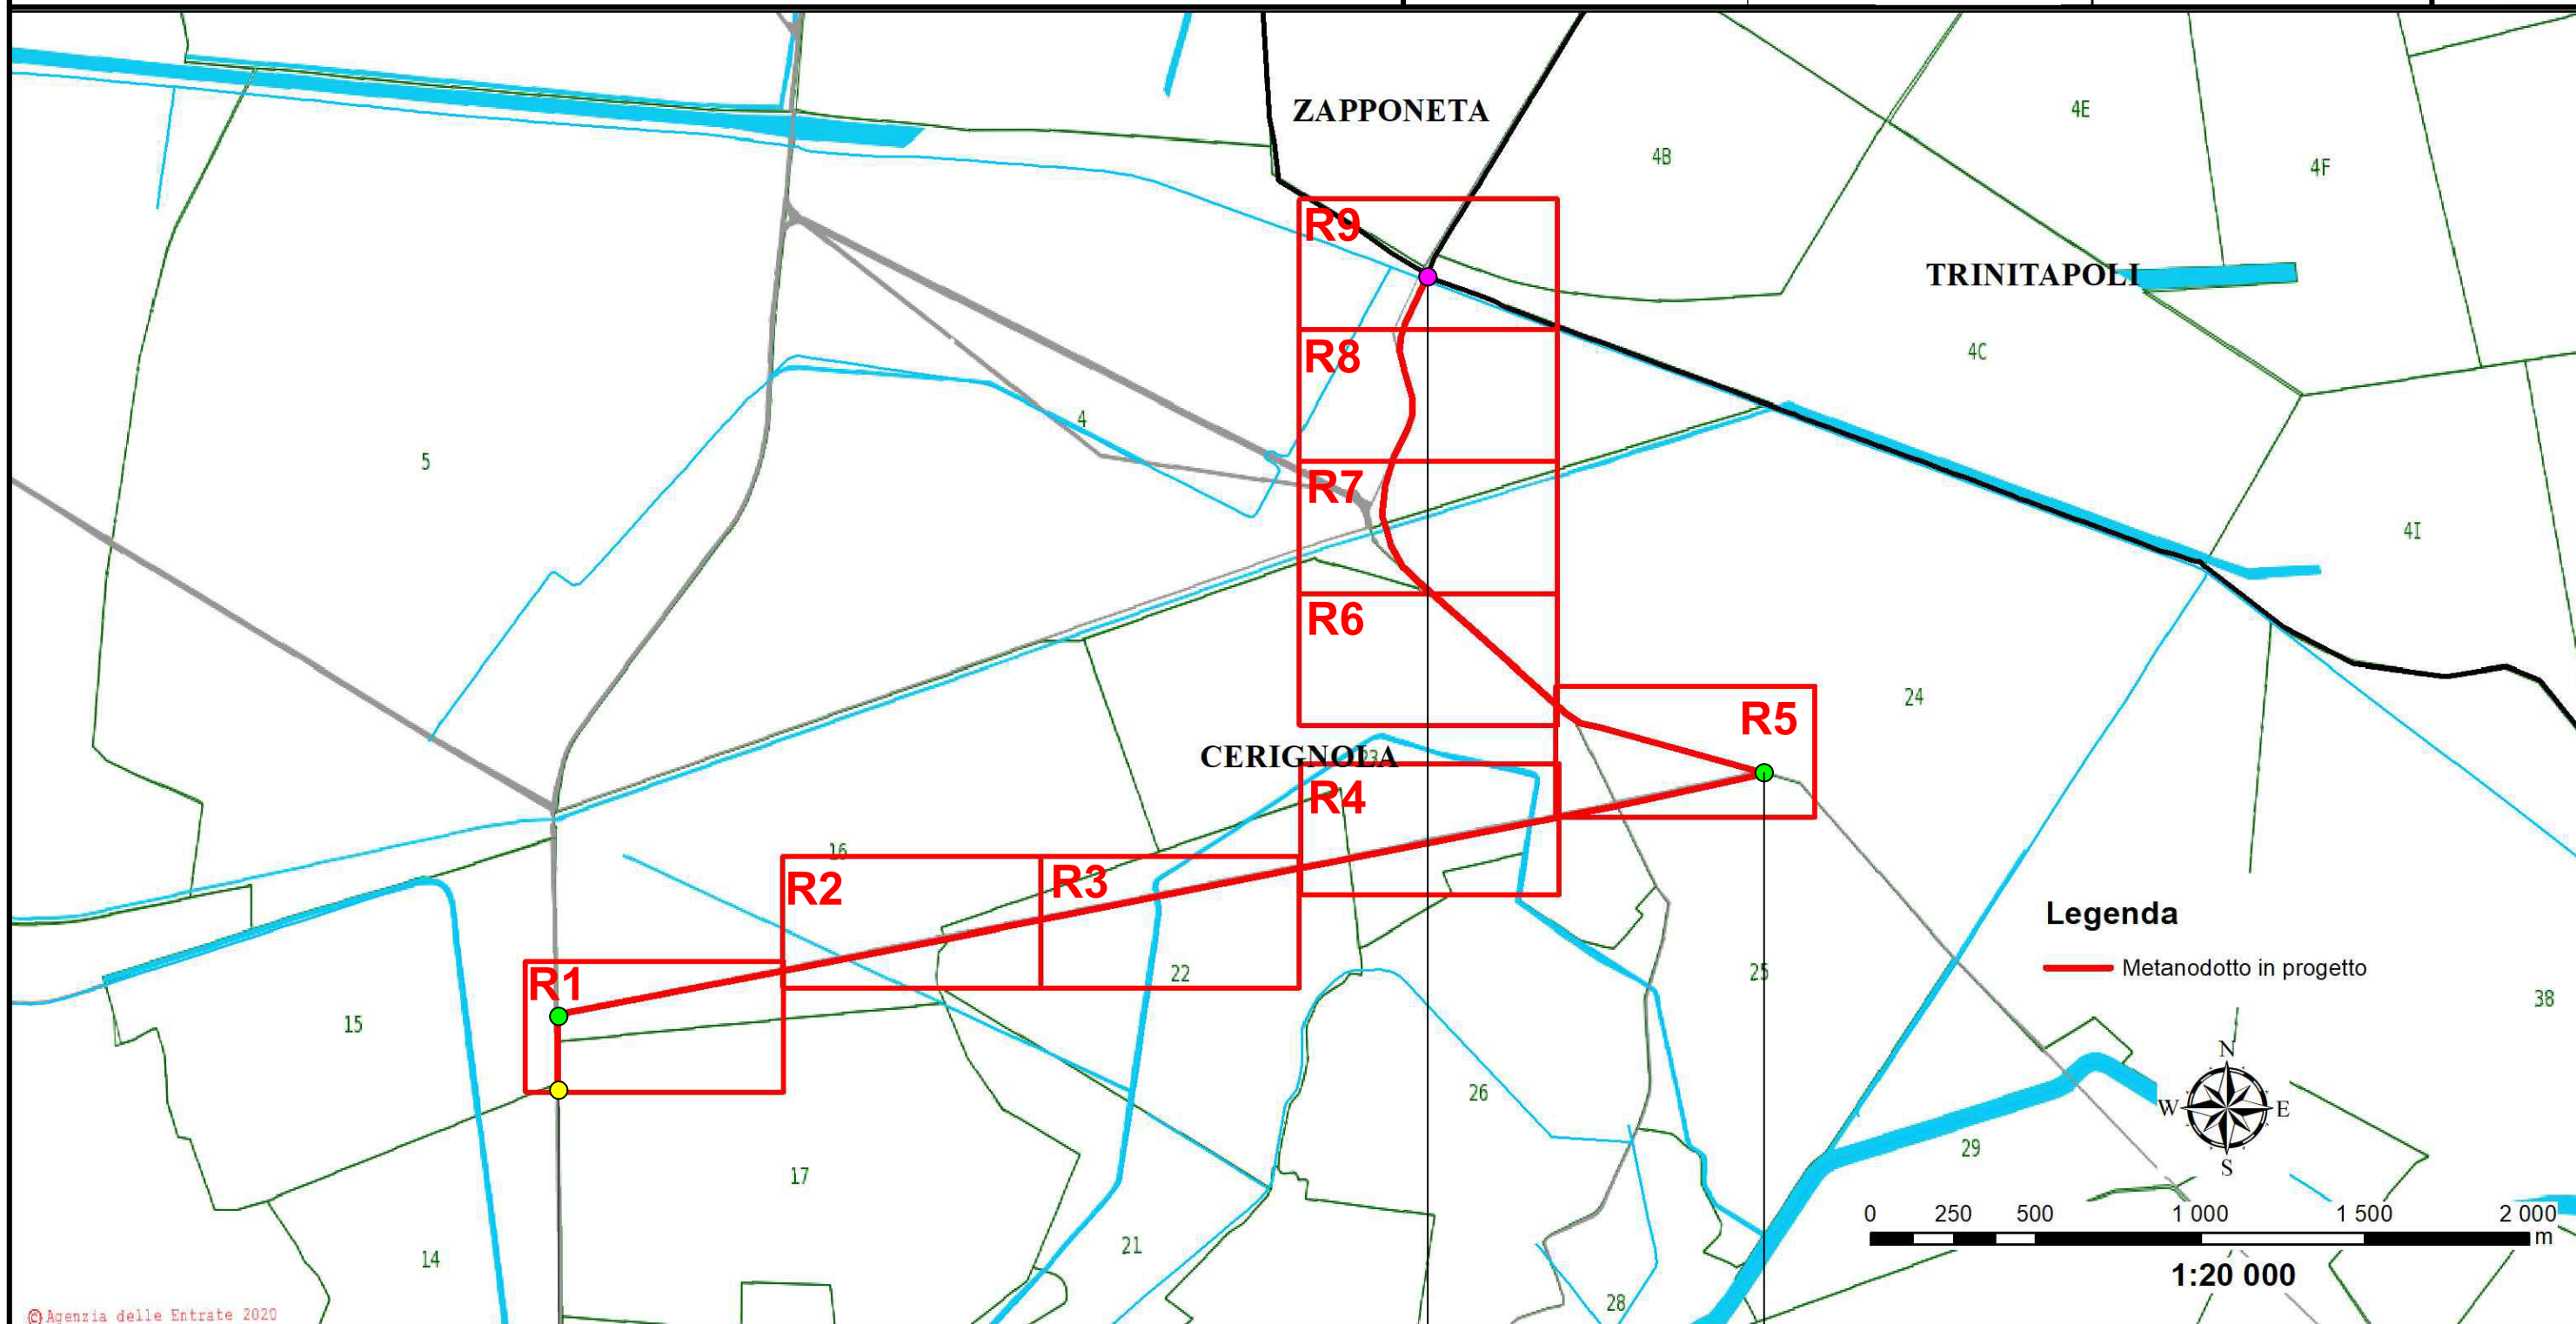 ZAPPONETA
4E
4B
4F
R9
TRINITAPOLI
R8
4C
4
5
R7
4I
R6
24
R5
CERIGNOLA
23
R4
16
R2
R3
Legenda
22
25
Metanodotto in progetto
R1
38
15
N
26
W
E
29
S
17
0 250 500 1 000 1 500 2 000
m
21
14
1:20 000
28
© Agenzia delle Entrate 2020